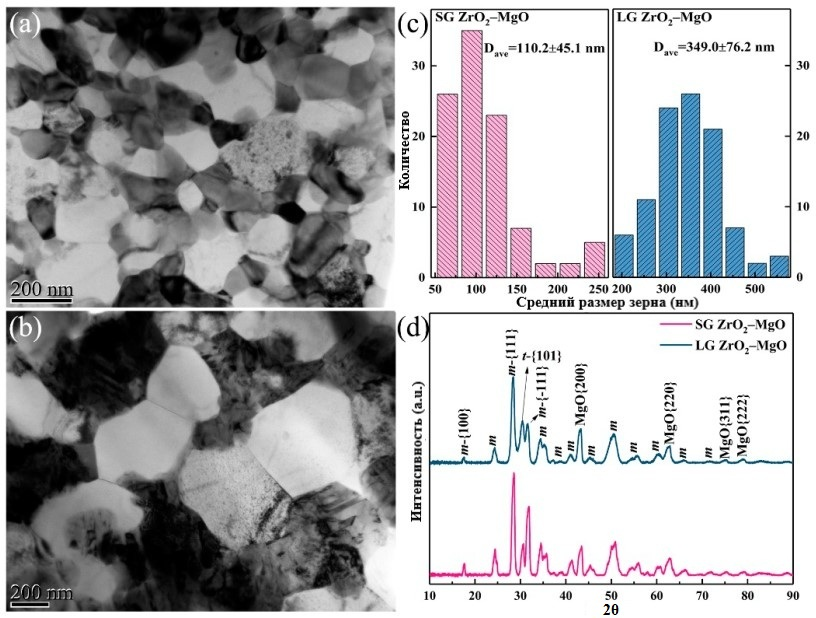 (a)
200 nm
(b)
200 nm
(c)
SG ZrO₂–MgO
D_ave=110.2±45.1 nm
LG ZrO₂–MgO
D_ave=349.0±76.2 nm
Количество
0
10
20
30
0
10
20
30
50 100 150 200 250
200 300 400 500
Средний размер зерна (нм)
(d)
SG ZrO₂–MgO
LG ZrO₂–MgO
Интенсивность (a.u.)
m-{100}
m
m-{111}
t-{101}
m-{-111}
m
m
m
m
MgO{200}
m
m
m
m
MgO{220}
m
m
MgO{311}
MgO{222}
10 20 30 40 50 60 70 80 90
2θ